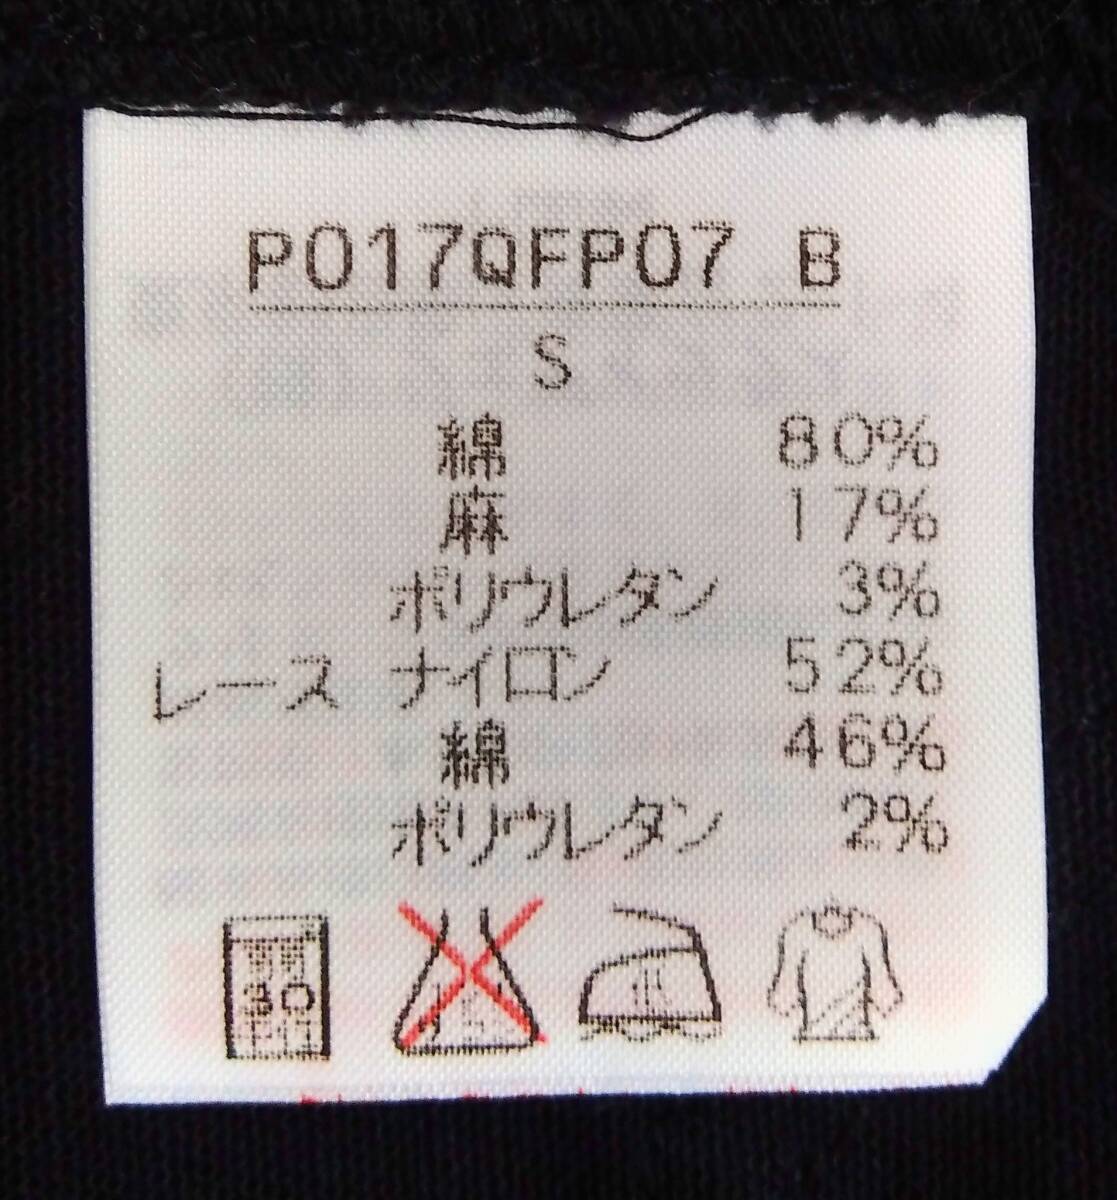 P017QFP07 B
S
綿 80%
麻 17%
ポリウレタン 3%
レース ナイロン 52%
綿 46%
ポリウレタン 2%
30